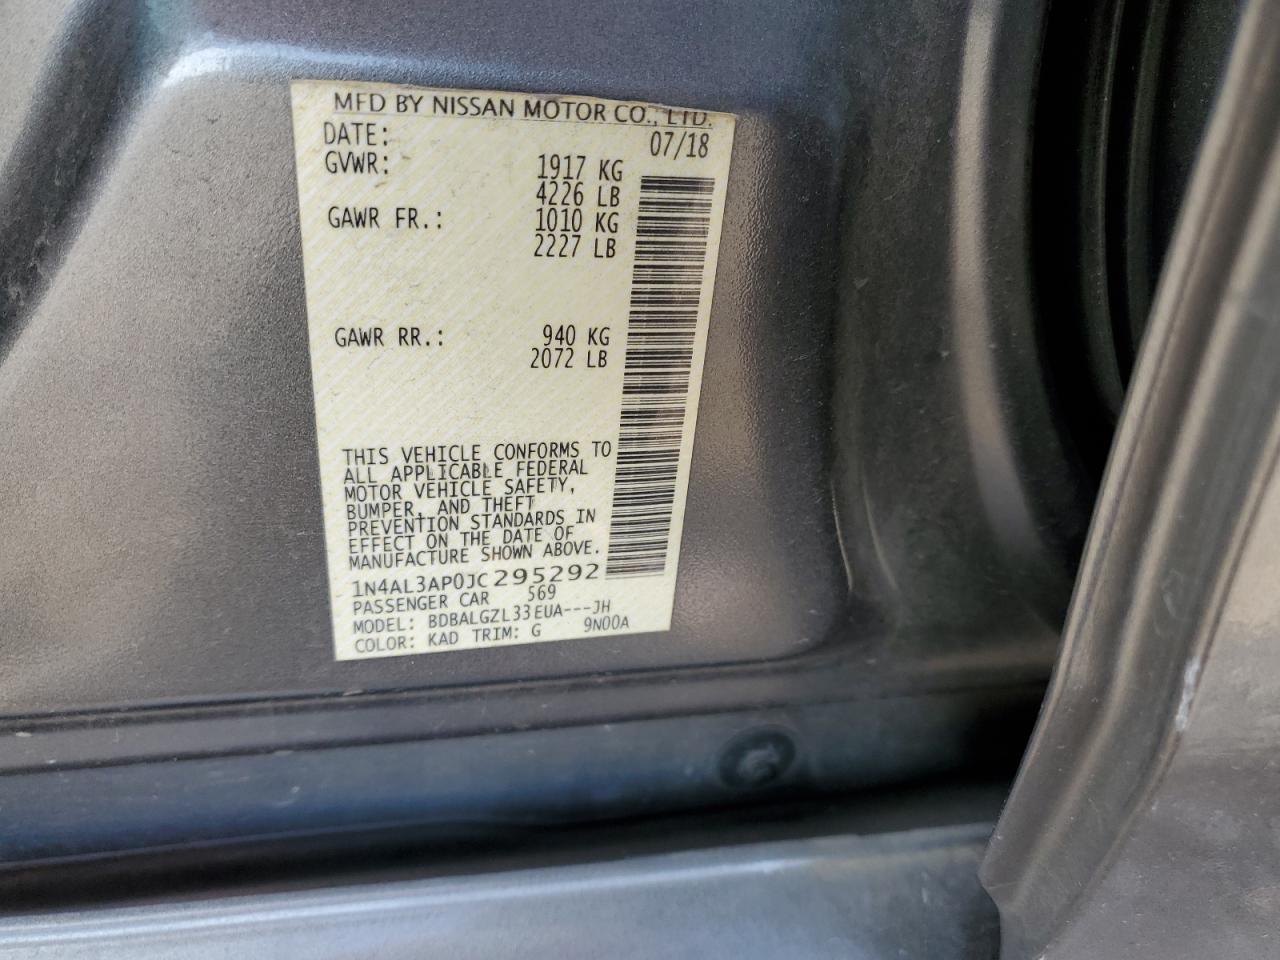 MFD BY NISSAN MOTOR CO., LTD.
DATE: 07/18
GVWR: 1917 KG
4226 LB
GAWR FR.: 1010 KG
2227 LB
GAWR RR.: 940 KG
2072 LB
THIS VEHICLE CONFORMS TO
ALL APPLICABLE FEDERAL
MOTOR VEHICLE SAFETY,
BUMPER, AND THEFT
PREVENTION STANDARDS IN
EFFECT ON THE DATE OF
MANUFACTURE SHOWN ABOVE.
1N4AL3AP0JC295292
PASSENGER CAR 569
MODEL: BDBALGZL33EUA---JH
COLOR: KAD TRIM: G 9N00A